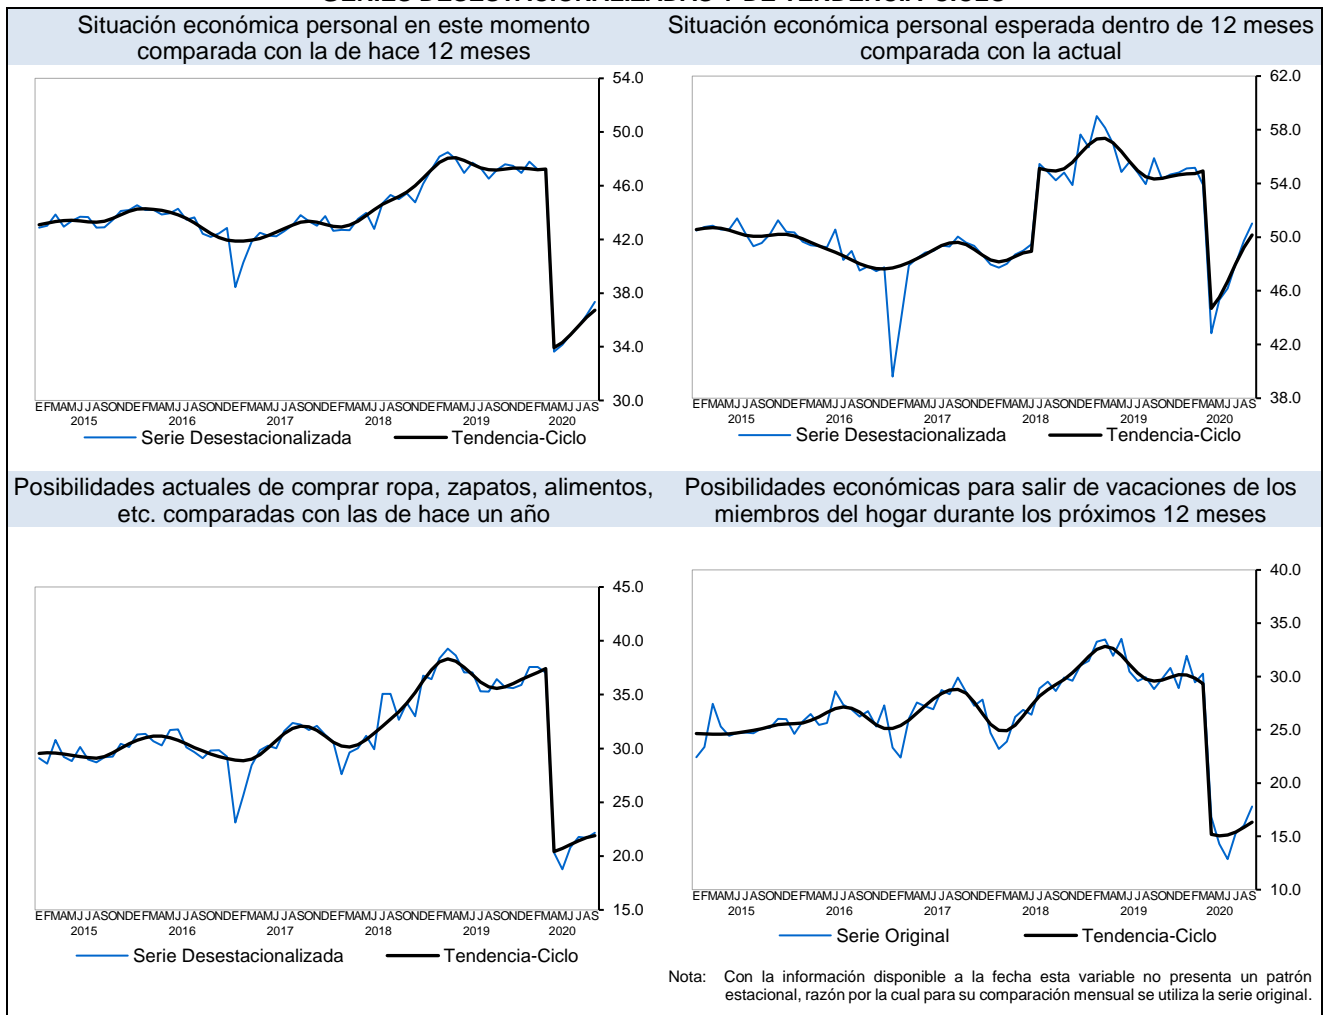 SERIES DESESTACIONALIZADAS Y DE TENDENCIA-CICLO
Situación económica personal en este momento
comparada con la de hace 12 meses
54.0
50.0
46.0
42.0
38.0
34.0
30.0
EFMAMJJASONDEFMAMJJASONDEFMAMJJASONDEFMAMJJASONDEFMAMJJASONDEFMAMJJAS
2015 2016 2017 2018 2019 2020
Serie Desestacionalizada Tendencia-Ciclo
Situación económica personal esperada dentro de 12 meses
comparada con la actual
62.0
58.0
54.0
50.0
46.0
42.0
38.0
EFMAMJJASONDEFMAMJJASONDEFMAMJJASONDEFMAMJJASONDEFMAMJJASONDEFMAMJJAS
2015 2016 2017 2018 2019 2020
Serie Desestacionalizada Tendencia-Ciclo
Posibilidades actuales de comprar ropa, zapatos, alimentos,
etc. comparadas con las de hace un año
45.0
40.0
35.0
30.0
25.0
20.0
15.0
EFMAMJJASONDEFMAMJJASONDEFMAMJJASONDEFMAMJJASONDEFMAMJJASONDEFMAMJJAS
2015 2016 2017 2018 2019 2020
Serie Desestacionalizada Tendencia-Ciclo
Posibilidades económicas para salir de vacaciones de los
miembros del hogar durante los próximos 12 meses
40.0
35.0
30.0
25.0
20.0
15.0
10.0
EFMAMJJASONDEFMAMJJASONDEFMAMJJASONDEFMAMJJASONDEFMAMJJASONDEFMAMJJAS
2015 2016 2017 2018 2019 2020
Serie Original Tendencia-Ciclo
Nota: Con la información disponible a la fecha esta variable no presenta un patrón
estacional, razón por la cual para su comparación mensual se utiliza la serie original.